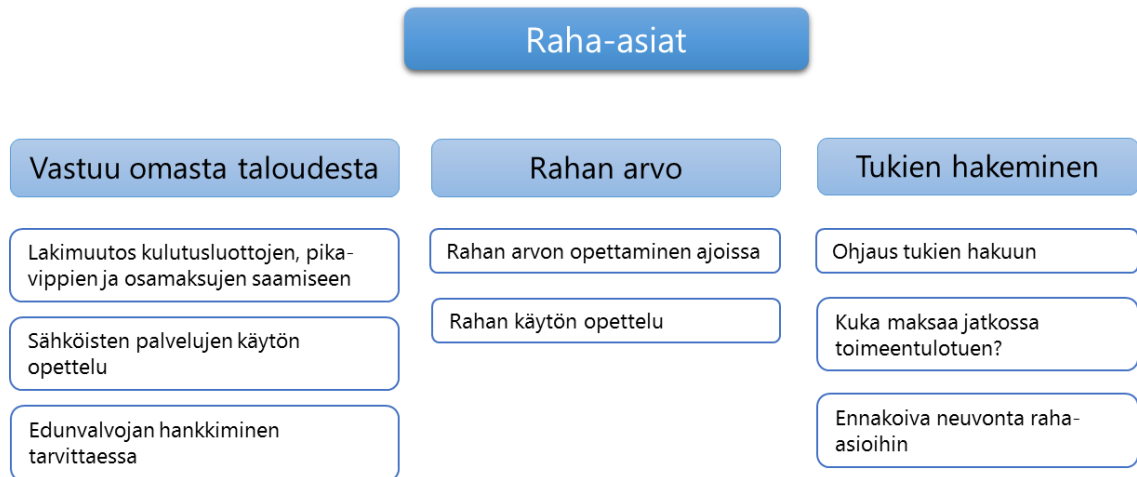 Raha-asiat
Vastuu omasta taloudesta
Lakimuutos kulutusluottojen, pika-
vippien ja osamaksujen saamiseen
Sähköisten palvelujen käytön
opettelu
Edunvalvojan hankkiminen
tarvittaessa
Rahan arvo
Rahan arvon opettaminen ajoissa
Rahan käytön opettelu
Tukien hakeminen
Ohjaus tukien hakuun
Kuka maksaa jatkossa
toimeentulotuen?
Ennakoiva neuvonta raha-
asioihin